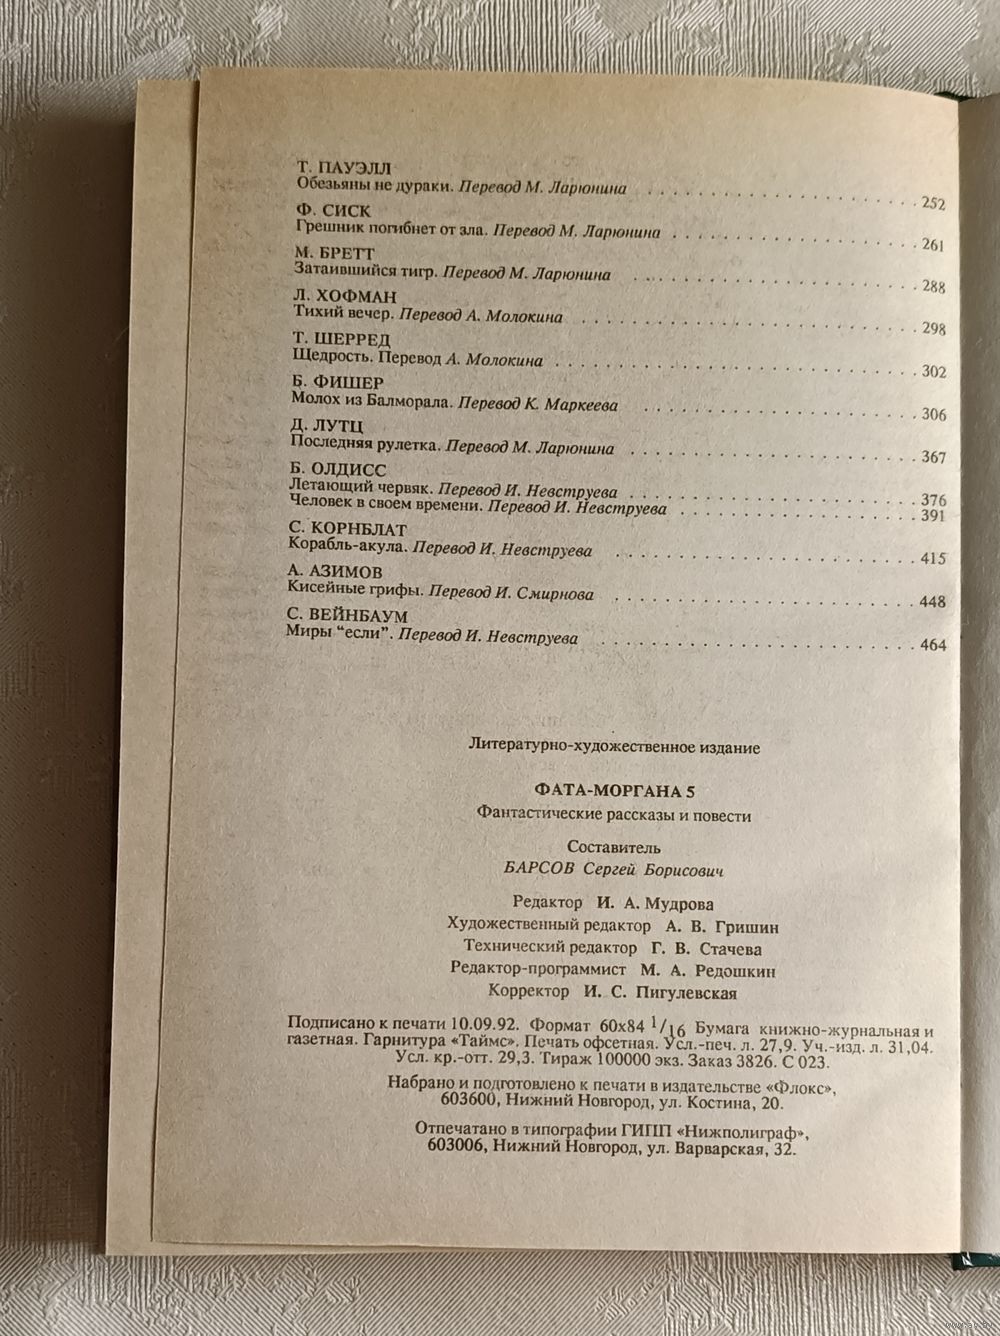 Т. ПАУЭЛЛ
Обезьяны не дураки. Перевод М. Ларюнина . . . . . . . . . . . . . . . . . . 252
Ф. СИСК
Грешник погибнет от зла. Перевод М. Ларюнина . . . . . . . . . . . . . . . . 261
М. БРЕТТ
Затаившийся тигр. Перевод М. Ларюнина . . . . . . . . . . . . . . . . . . 288
Л. ХОФМАН
Тихий вечер. Перевод А. Молокина . . . . . . . . . . . . . . . . . . . . . 298
Т. ШЕРРЕД
Щедрость. Перевод А. Молокина . . . . . . . . . . . . . . . . . . . . . . 302
Б. ФИШЕР
Молох из Балморала. Перевод К. Маркеева . . . . . . . . . . . . . . . . . 306
Д. ЛУТЦ
Последняя рулетка. Перевод М. Ларюнина . . . . . . . . . . . . . . . . . . 367
Б. ОЛДИСС
Летающий червяк. Перевод И. Невструева . . . . . . . . . . . . . . . . . . 376
Человек в своем времени. Перевод И. Невструева . . . . . . . . . . . . . . . 391
С. КОРНБЛАТ
Корабль-акула. Перевод И. Невструева . . . . . . . . . . . . . . . . . . . 415
А. АЗИМОВ
Кисейные грифы. Перевод И. Смирнова . . . . . . . . . . . . . . . . . . . 448
С. ВЕЙНБАУМ
Миры “если”. Перевод И. Невструева . . . . . . . . . . . . . . . . . . . . 464
Литературно-художественное издание
ФАТА-МОРГАНА 5
Фантастические рассказы и повести
Составитель
БАРСОВ Сергей Борисович
Редактор И. А. Мудрова
Художественный редактор А. В. Гришин
Технический редактор Г. В. Стачева
Редактор-программист М. А. Редошкин
Корректор И. С. Пигулевская
Подписано к печати 10.09.92. Формат 60х84 1/16 Бумага книжно-журнальная и
газетная. Гарнитура «Таймс». Печать офсетная. Усл.-печ. л. 27,9. Уч.-изд. л. 31,04.
Усл. кр.-отт. 29,3. Тираж 100000 экз. Заказ 3826. С 023.
Набрано и подготовлено к печати в издательстве «Флокс»,
603600, Нижний Новгород, ул. Костина, 20.
Отпечатано в типографии ГИПП «Нижполиграф»,
603006, Нижний Новгород, ул. Варварская, 32.